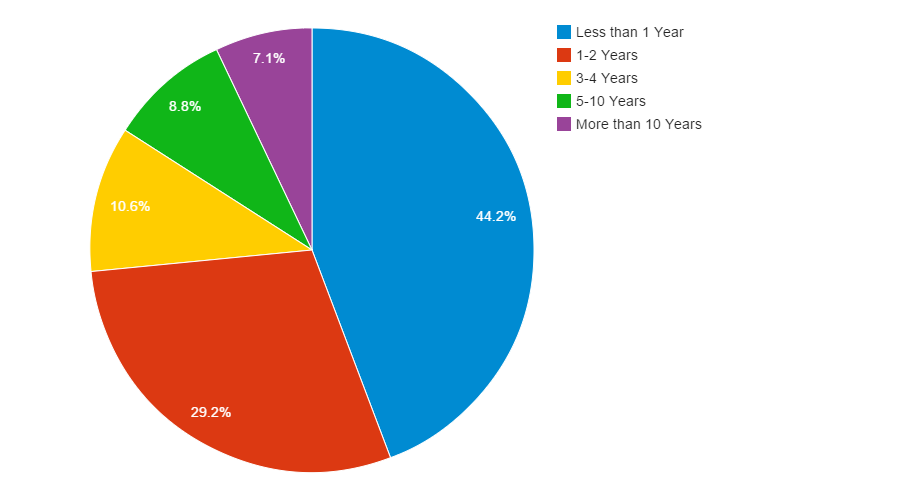 Less than 1 Year
1-2 Years
3-4 Years
5-10 Years
More than 10 Years
7.1%
8.8%
10.6%
44.2%
29.2%